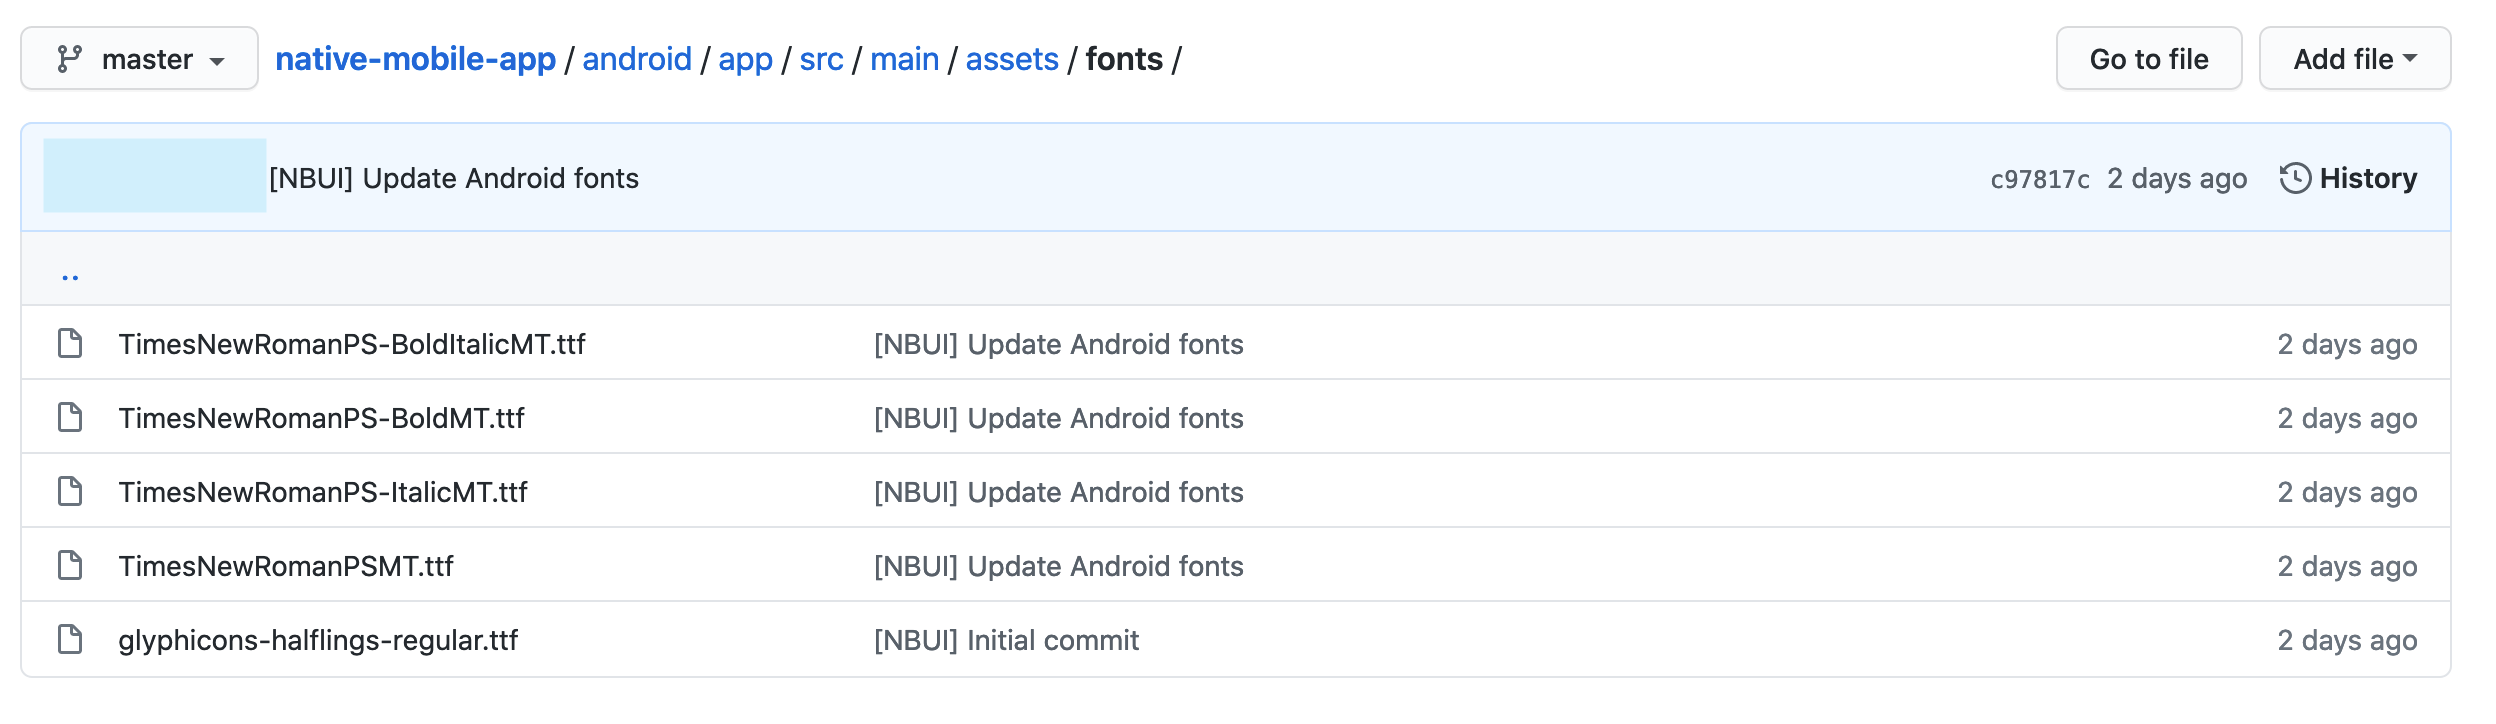 master native-mobile-app / android / app / src / main / assets / fonts / Go to file Add file
[NBUI] Update Android fonts c97817c 2 days ago History
..
TimesNewRomanPS-BoldItalicMT.ttf [NBUI] Update Android fonts 2 days ago
TimesNewRomanPS-BoldMT.ttf [NBUI] Update Android fonts 2 days ago
TimesNewRomanPS-ItalicMT.ttf [NBUI] Update Android fonts 2 days ago
TimesNewRomanPSMT.ttf [NBUI] Update Android fonts 2 days ago
glyphicons-halflings-regular.ttf [NBUI] Initial commit 2 days ago